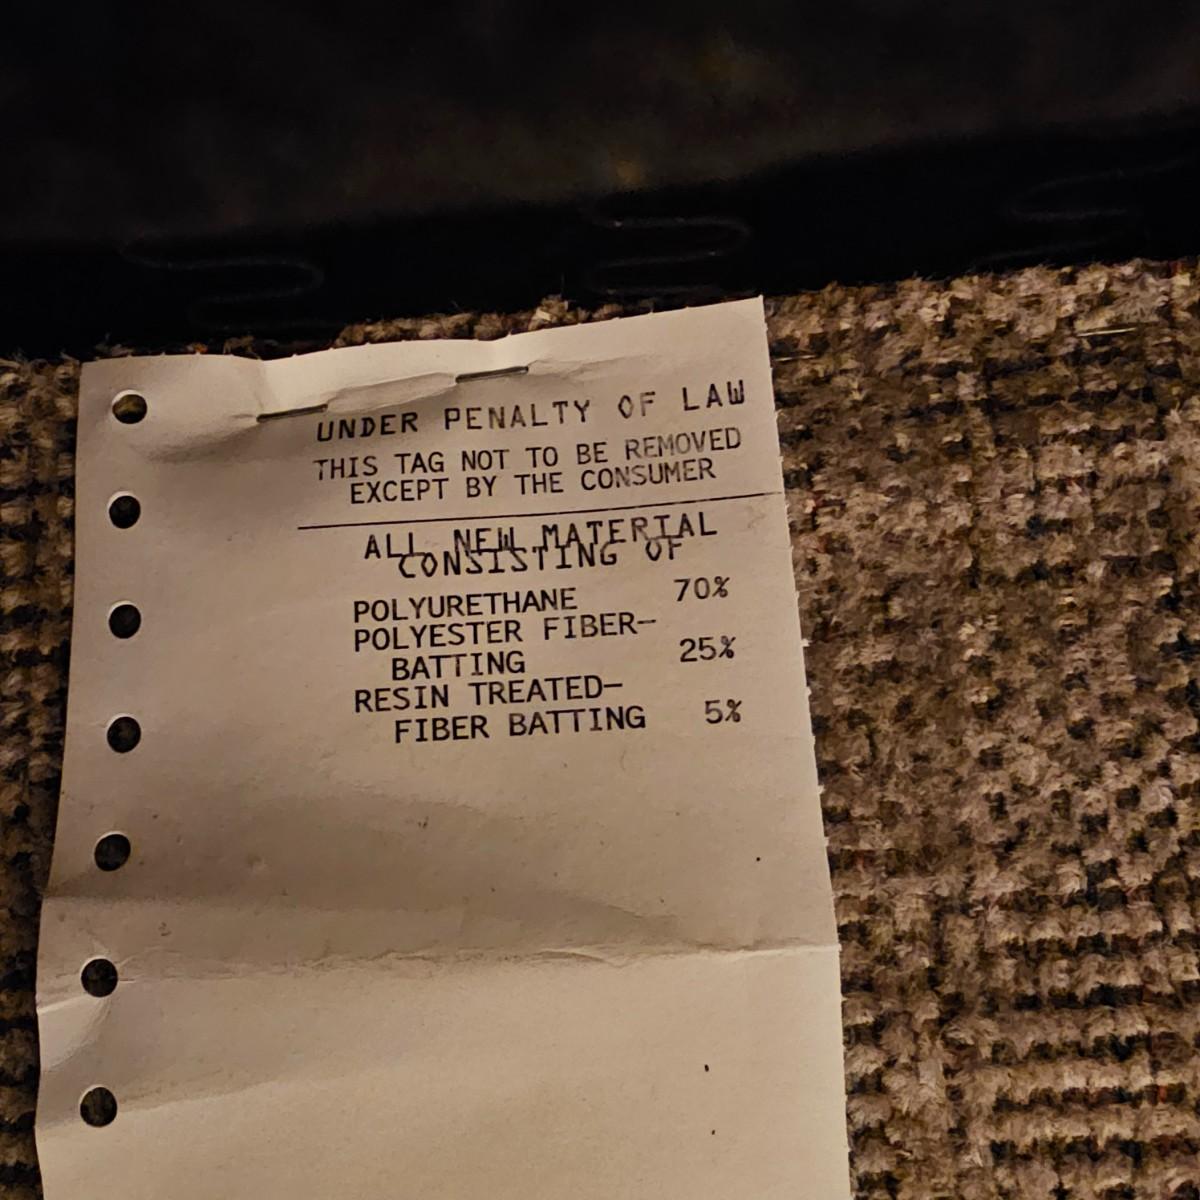 UNDER PENALTY OF LAW
THIS TAG NOT TO BE REMOVED
EXCEPT BY THE CONSUMER
ALL NEW MATERIAL
CONSISTING OF
POLYURETHANE 70%
POLYESTER FIBER—
BATTING 25%
RESIN TREATED—
FIBER BATTING 5%